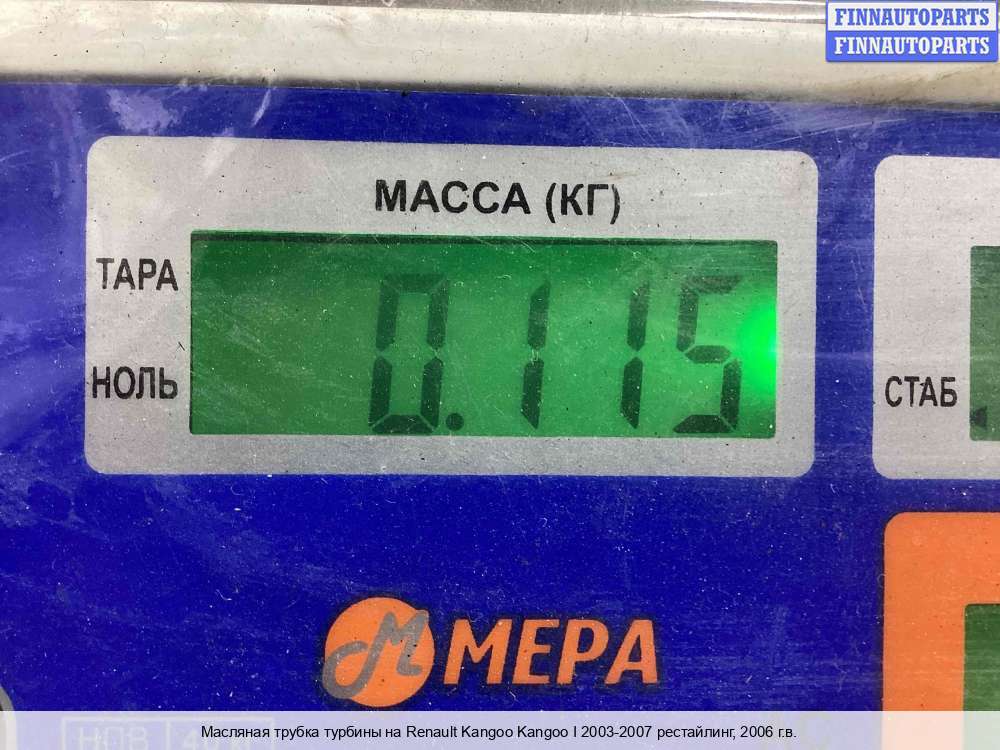 FINNAUTOPARTS
FINNAUTOPARTS
МАССА (КГ)
ТАРА
0.115
НОЛЬ
СТАБ
МЕРА
НПВ
Масляная трубка турбины на Renault Kangoo Kangoo I 2003-2007 рестайлинг, 2006 г.в.